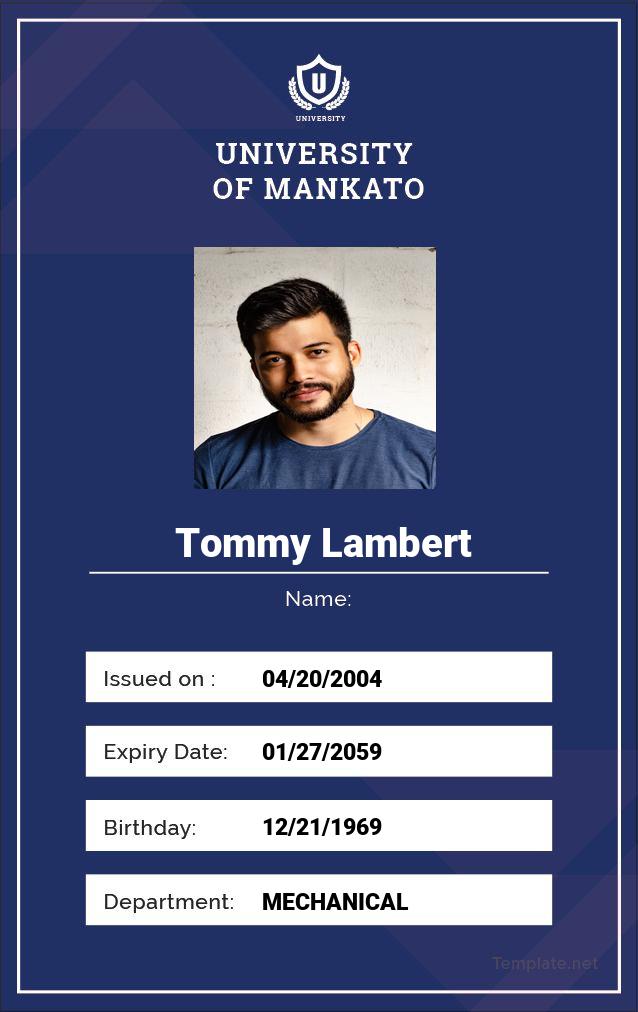 U
UNIVERSITY
UNIVERSITY
OF MANKATO
Tommy Lambert
Name:
Issued on : 04/20/2004
Expiry Date: 01/27/2059
Birthday: 12/21/1969
Department: MECHANICAL
Template.net